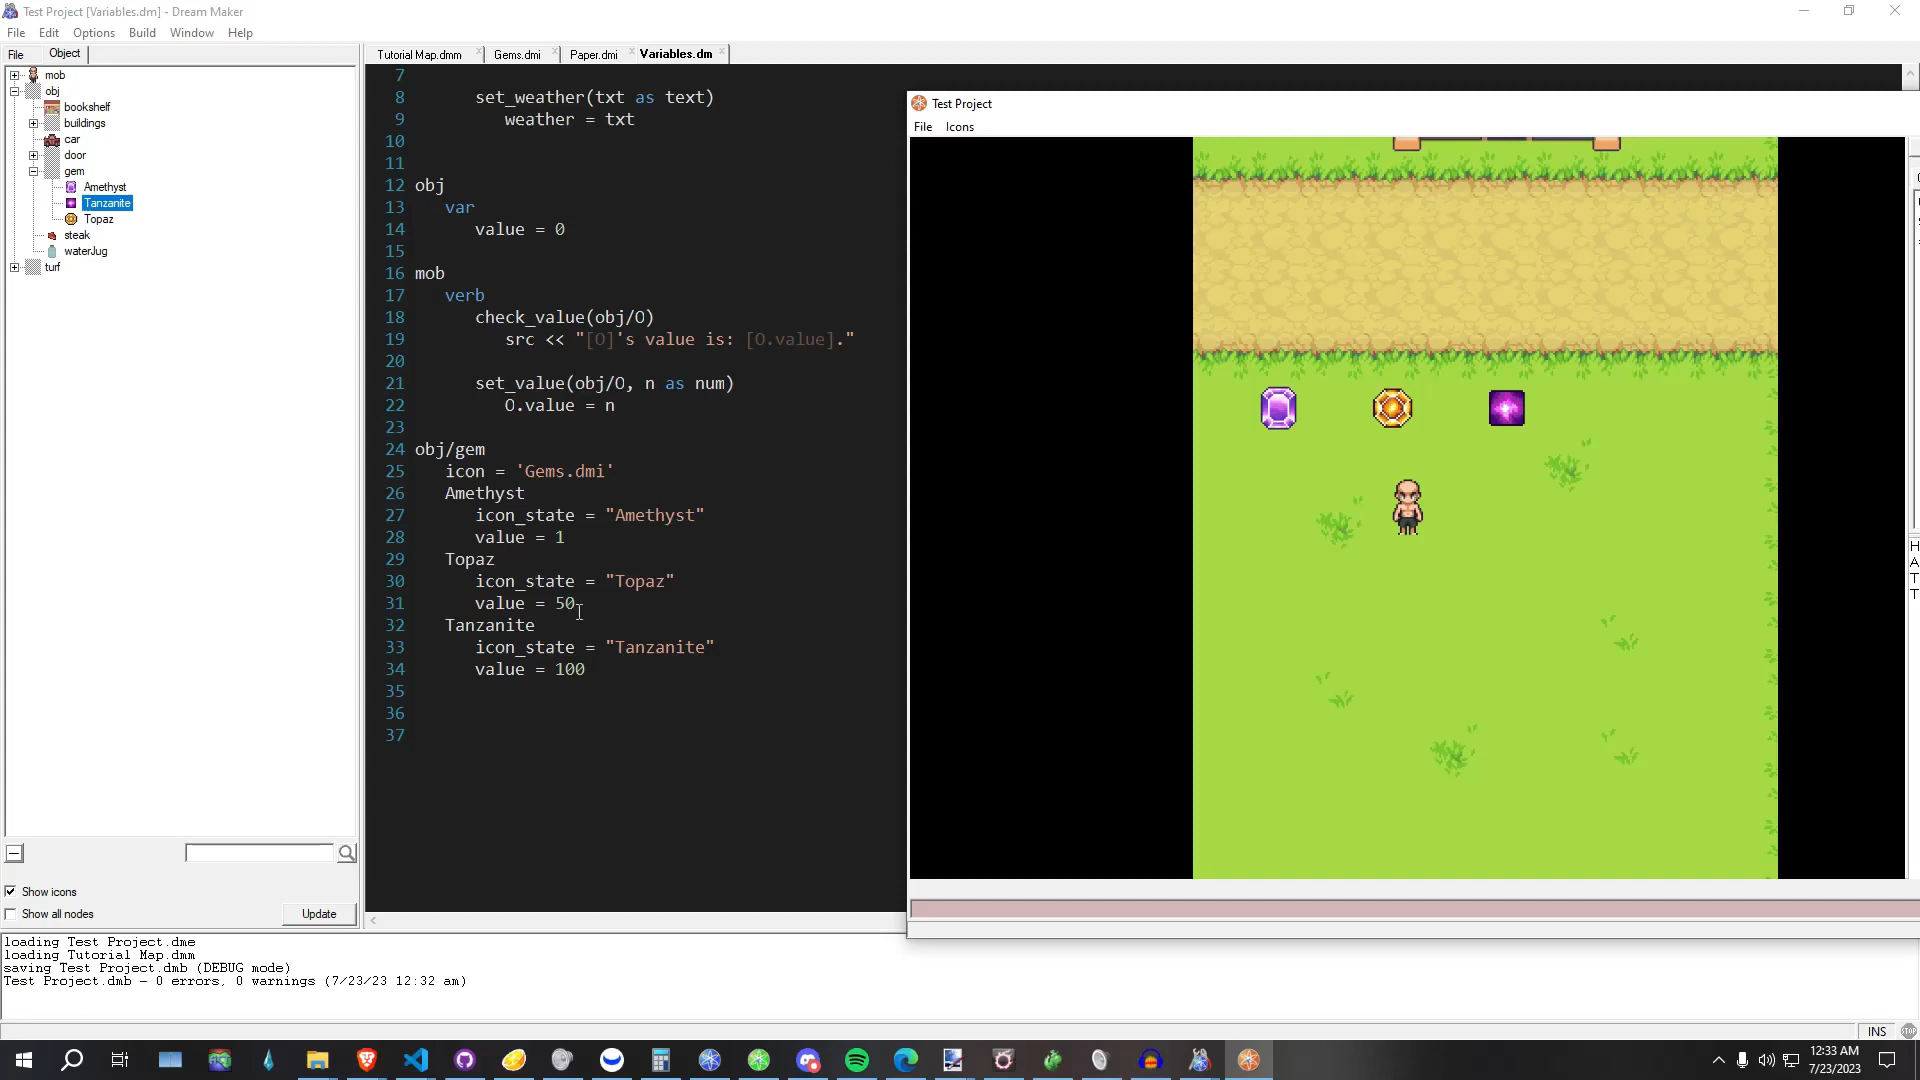 Test Project [Variables.dm] - Dream Maker
File Edit Options Build Window Help
File Object
mob
obj
bookshelf
buildings
car
door
gem
Amethyst
Tanzanite
Topaz
steak
waterJug
turf
Show icons
Show all nodes
Update
Tutorial Map.dmm Gems.dmi Paper.dmi Variables.dm
7
8 set_weather(txt as text)
9 weather = txt
10
11
12 obj
13 var
14 value = 0
15
16 mob
17 verb
18 check_value(obj/O)
19 src << "[O]'s value is: [O.value]."
20
21 set_value(obj/O, n as num)
22 O.value = n
23
24 obj/gem
25 icon = 'Gems.dmi'
26 Amethyst
27 icon_state = "Amethyst"
28 value = 1
29 Topaz
30 icon_state = "Topaz"
31 value = 50
32 Tanzanite
33 icon_state = "Tanzanite"
34 value = 100
35
36
37
Test Project
File Icons
H
A
T
T
loading Test Project.dme
loading Tutorial Map.dmm
saving Test Project.dmb (DEBUG mode)
Test Project.dmb - 0 errors, 0 warnings (7/23/23 12:32 am)
INS
12:33 AM
7/23/2023